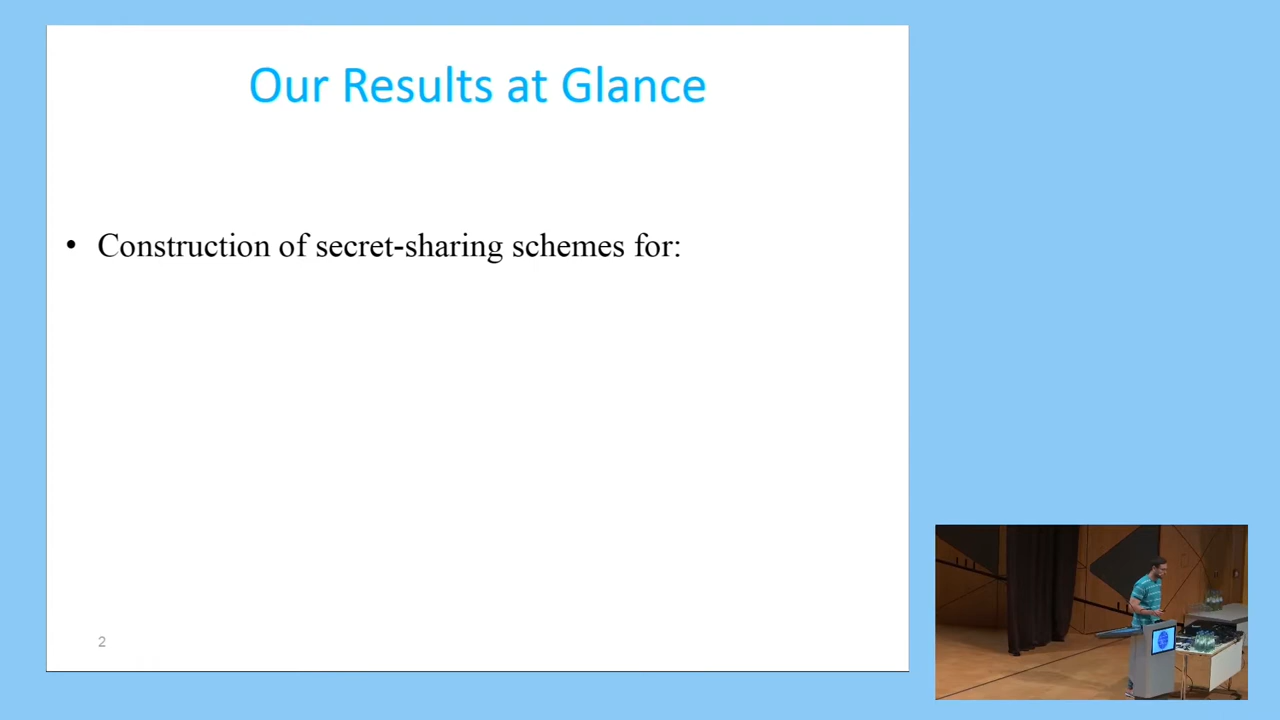 Our Results at Glance
• Construction of secret-sharing schemes for:
2